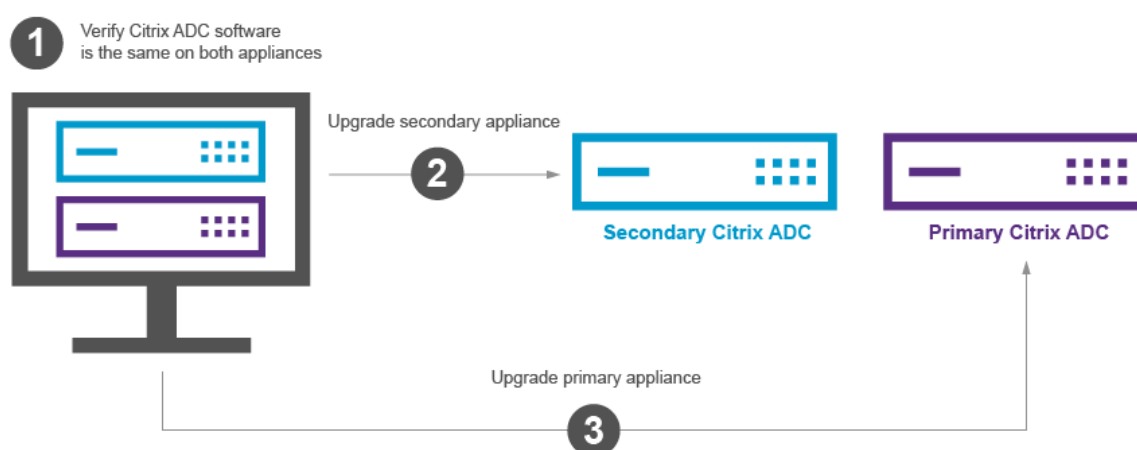 1
Verify Citrix ADC software
is the same on both appliances
Upgrade secondary appliance
2
Secondary Citrix ADC
Primary Citrix ADC
Upgrade primary appliance
3